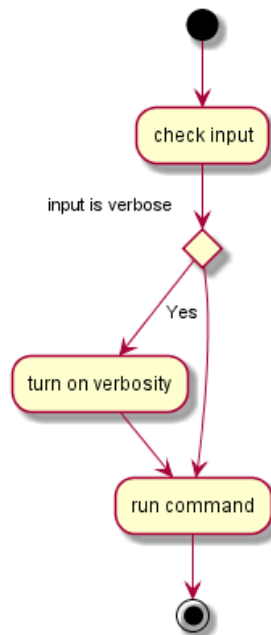 check input
input is verbose
Yes
turn on verbosity
run command